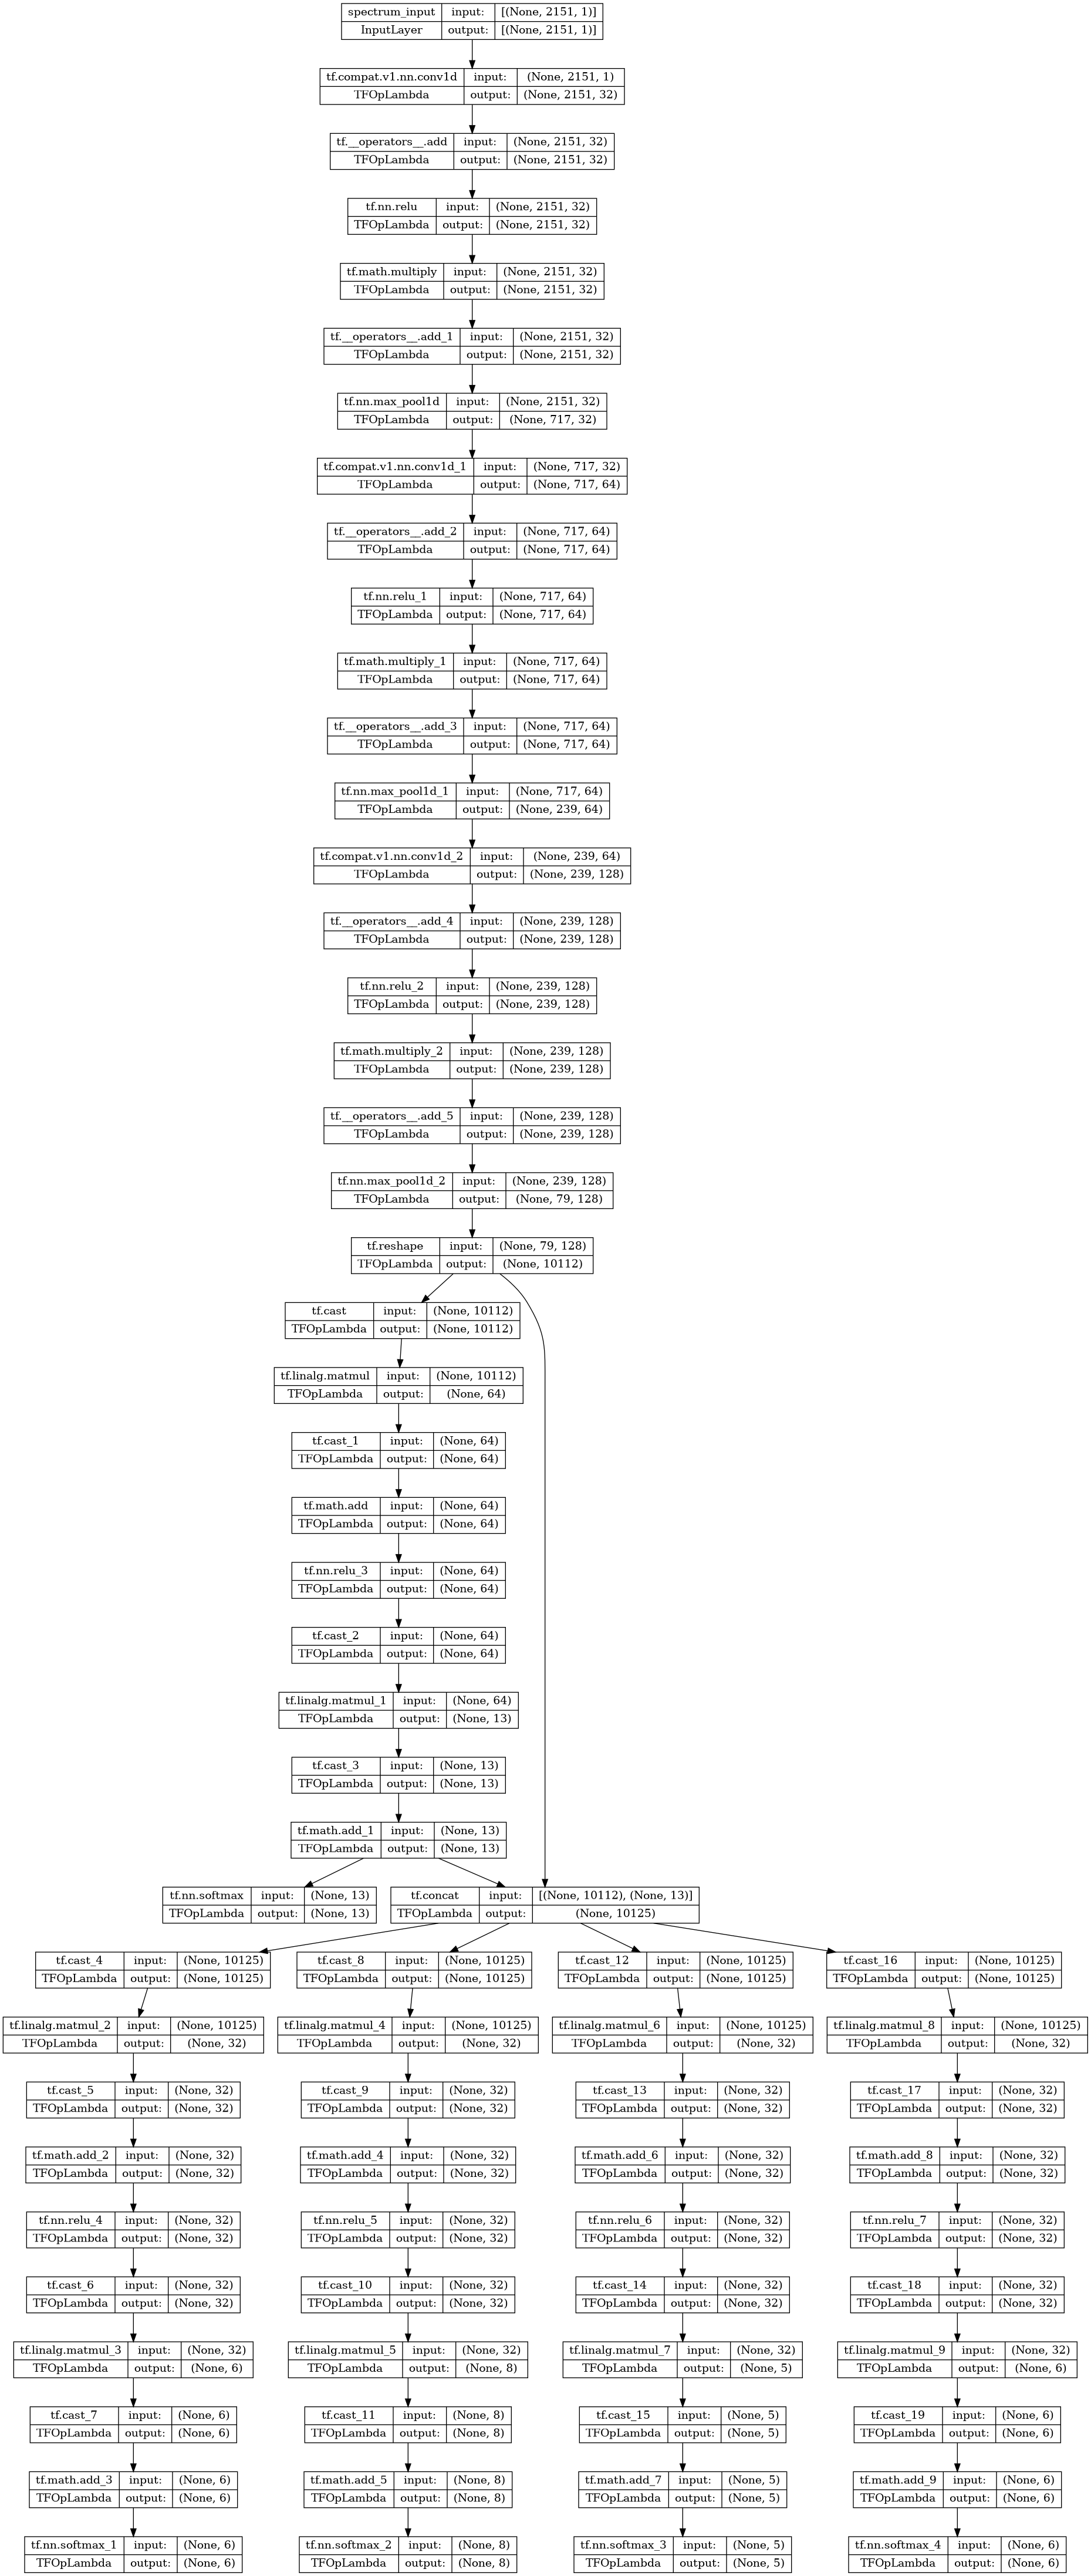 spectrum_input input: [(None, 2151, 1)]
InputLayer output: [(None, 2151, 1)]
tf.compat.v1.nn.conv1d input: (None, 2151, 1)
TFOpLambda output: (None, 2151, 32)
tf.__operators__.add input: (None, 2151, 32)
TFOpLambda output: (None, 2151, 32)
tf.nn.relu input: (None, 2151, 32)
TFOpLambda output: (None, 2151, 32)
tf.math.multiply input: (None, 2151, 32)
TFOpLambda output: (None, 2151, 32)
tf.__operators__.add_1 input: (None, 2151, 32)
TFOpLambda output: (None, 2151, 32)
tf.nn.max_pool1d input: (None, 2151, 32)
TFOpLambda output: (None, 717, 32)
tf.compat.v1.nn.conv1d_1 input: (None, 717, 32)
TFOpLambda output: (None, 717, 64)
tf.__operators__.add_2 input: (None, 717, 64)
TFOpLambda output: (None, 717, 64)
tf.nn.relu_1 input: (None, 717, 64)
TFOpLambda output: (None, 717, 64)
tf.math.multiply_1 input: (None, 717, 64)
TFOpLambda output: (None, 717, 64)
tf.__operators__.add_3 input: (None, 717, 64)
TFOpLambda output: (None, 717, 64)
tf.nn.max_pool1d_1 input: (None, 717, 64)
TFOpLambda output: (None, 239, 64)
tf.compat.v1.nn.conv1d_2 input: (None, 239, 64)
TFOpLambda output: (None, 239, 128)
tf.__operators__.add_4 input: (None, 239, 128)
TFOpLambda output: (None, 239, 128)
tf.nn.relu_2 input: (None, 239, 128)
TFOpLambda output: (None, 239, 128)
tf.math.multiply_2 input: (None, 239, 128)
TFOpLambda output: (None, 239, 128)
tf.__operators__.add_5 input: (None, 239, 128)
TFOpLambda output: (None, 239, 128)
tf.nn.max_pool1d_2 input: (None, 239, 128)
TFOpLambda output: (None, 79, 128)
tf.reshape input: (None, 79, 128)
TFOpLambda output: (None, 10112)
tf.cast input: (None, 10112)
TFOpLambda output: (None, 10112)
tf.linalg.matmul input: (None, 10112)
TFOpLambda output: (None, 64)
tf.cast_1 input: (None, 64)
TFOpLambda output: (None, 64)
tf.math.add input: (None, 64)
TFOpLambda output: (None, 64)
tf.nn.relu_3 input: (None, 64)
TFOpLambda output: (None, 64)
tf.cast_2 input: (None, 64)
TFOpLambda output: (None, 64)
tf.linalg.matmul_1 input: (None, 64)
TFOpLambda output: (None, 13)
tf.cast_3 input: (None, 13)
TFOpLambda output: (None, 13)
tf.math.add_1 input: (None, 13)
TFOpLambda output: (None, 13)
tf.nn.softmax input: (None, 13) tf.concat input: [(None, 10112), (None, 13)]
TFOpLambda output: (None, 13) TFOpLambda output: (None, 10125)
tf.cast_4 input: (None, 10125) tf.cast_8 input: (None, 10125) tf.cast_12 input: (None, 10125) tf.cast_16 input: (None, 10125)
TFOpLambda output: (None, 10125) TFOpLambda output: (None, 10125) TFOpLambda output: (None, 10125) TFOpLambda output: (None, 10125)
tf.linalg.matmul_2 input: (None, 10125) tf.linalg.matmul_4 input: (None, 10125) tf.linalg.matmul_6 input: (None, 10125) tf.linalg.matmul_8 input: (None, 10125)
TFOpLambda output: (None, 32) TFOpLambda output: (None, 32) TFOpLambda output: (None, 32) TFOpLambda output: (None, 32)
tf.cast_5 input: (None, 32) tf.cast_9 input: (None, 32) tf.cast_13 input: (None, 32) tf.cast_17 input: (None, 32)
TFOpLambda output: (None, 32) TFOpLambda output: (None, 32) TFOpLambda output: (None, 32) TFOpLambda output: (None, 32)
tf.math.add_2 input: (None, 32) tf.math.add_4 input: (None, 32) tf.math.add_6 input: (None, 32) tf.math.add_8 input: (None, 32)
TFOpLambda output: (None, 32) TFOpLambda output: (None, 32) TFOpLambda output: (None, 32) TFOpLambda output: (None, 32)
tf.nn.relu_4 input: (None, 32) tf.nn.relu_5 input: (None, 32) tf.nn.relu_6 input: (None, 32) tf.nn.relu_7 input: (None, 32)
TFOpLambda output: (None, 32) TFOpLambda output: (None, 32) TFOpLambda output: (None, 32) TFOpLambda output: (None, 32)
tf.cast_6 input: (None, 32) tf.cast_10 input: (None, 32) tf.cast_14 input: (None, 32) tf.cast_18 input: (None, 32)
TFOpLambda output: (None, 32) TFOpLambda output: (None, 32) TFOpLambda output: (None, 32) TFOpLambda output: (None, 32)
tf.linalg.matmul_3 input: (None, 32) tf.linalg.matmul_5 input: (None, 32) tf.linalg.matmul_7 input: (None, 32) tf.linalg.matmul_9 input: (None, 32)
TFOpLambda output: (None, 6) TFOpLambda output: (None, 8) TFOpLambda output: (None, 5) TFOpLambda output: (None, 6)
tf.cast_7 input: (None, 6) tf.cast_11 input: (None, 8) tf.cast_15 input: (None, 5) tf.cast_19 input: (None, 6)
TFOpLambda output: (None, 6) TFOpLambda output: (None, 8) TFOpLambda output: (None, 5) TFOpLambda output: (None, 6)
tf.math.add_3 input: (None, 6) tf.math.add_5 input: (None, 8) tf.math.add_7 input: (None, 5) tf.math.add_9 input: (None, 6)
TFOpLambda output: (None, 6) TFOpLambda output: (None, 8) TFOpLambda output: (None, 5) TFOpLambda output: (None, 6)
tf.nn.softmax_1 input: (None, 6) tf.nn.softmax_2 input: (None, 8) tf.nn.softmax_3 input: (None, 5) tf.nn.softmax_4 input: (None, 6)
TFOpLambda output: (None, 6) TFOpLambda output: (None, 8) TFOpLambda output: (None, 5) TFOpLambda output: (None, 6)